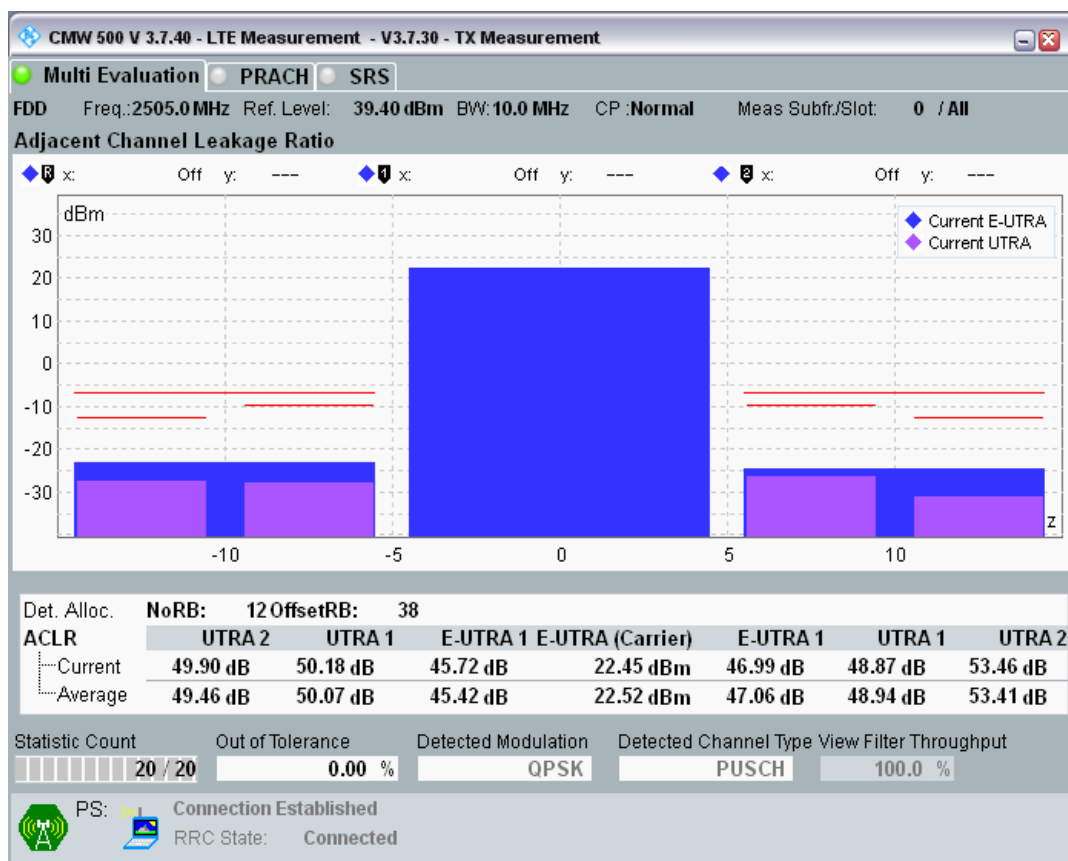 CMW 500 V 3.7.40 - LTE Measurement - V3.7.30 - TX Measurement
Multi Evaluation PRACH SRS
FDD Freq.:2505.0 MHz Ref. Level: 39.40 dBm BW:10.0 MHz CP :Normal Meas Subfr./Slot: 0 / All
Adjacent Channel Leakage Ratio
R x: Off y: --- 1 x: Off y: --- 2 x: Off y: ---
dBm
Current E-UTRA
Current UTRA
30
20
10
0
-10
-20
-30
z
-10 -5 0 5 10
Det. Alloc. NoRB: 12 OffsetRB: 38
ACLR UTRA 2 UTRA 1 E-UTRA 1 E-UTRA (Carrier) E-UTRA 1 UTRA 1 UTRA 2
Current 49.90 dB 50.18 dB 45.72 dB 22.45 dBm 46.99 dB 48.87 dB 53.46 dB
Average 49.46 dB 50.07 dB 45.42 dB 22.52 dBm 47.06 dB 48.94 dB 53.41 dB
Statistic Count Out of Tolerance Detected Modulation Detected Channel Type View Filter Throughput
20 / 20 0.00 % QPSK PUSCH 100.0 %
PS: Connection Established
RRC State: Connected